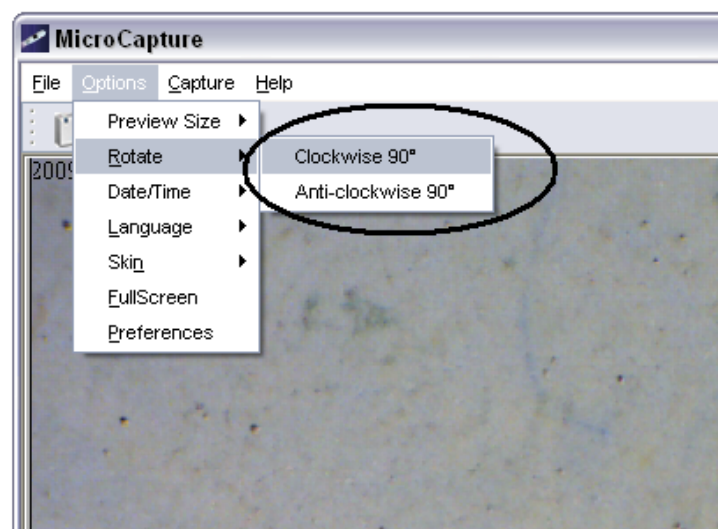 MicroCapture
File Options Capture Help
Preview Size
Rotate
Clockwise 90°
Anti-clockwise 90°
2009
Date/Time
Language
Skin
FullScreen
Preferences